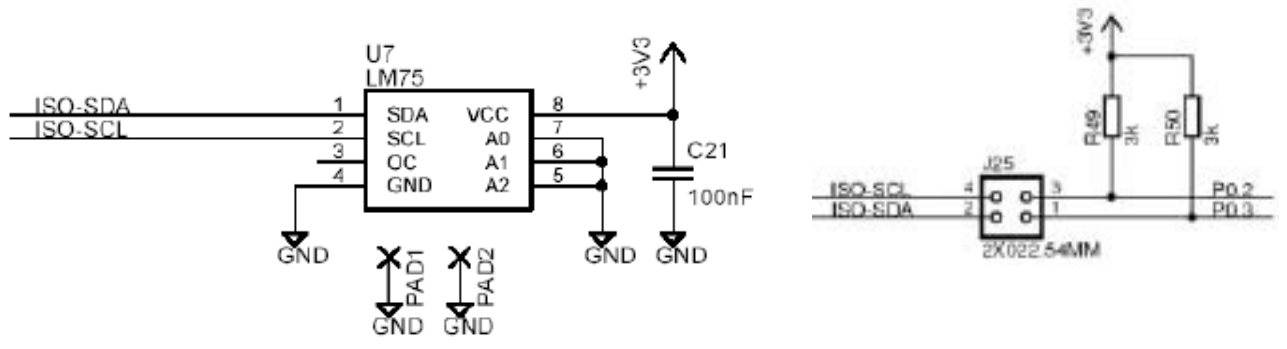 U7
LM75
+3V3
ISO-SDA 1 SDA VCC 8
ISO-SCL 2 SCL A0 7
3 OC A1 6
4 GND A2 5
C21
100nF
GND GND GND
PAD1 PAD2
GND GND
+3V3
R49 3k R50 3k
J25
ISO-SCL 4 3 P0.2
ISO-SDA 2 1 P0.3
2X022.54MM